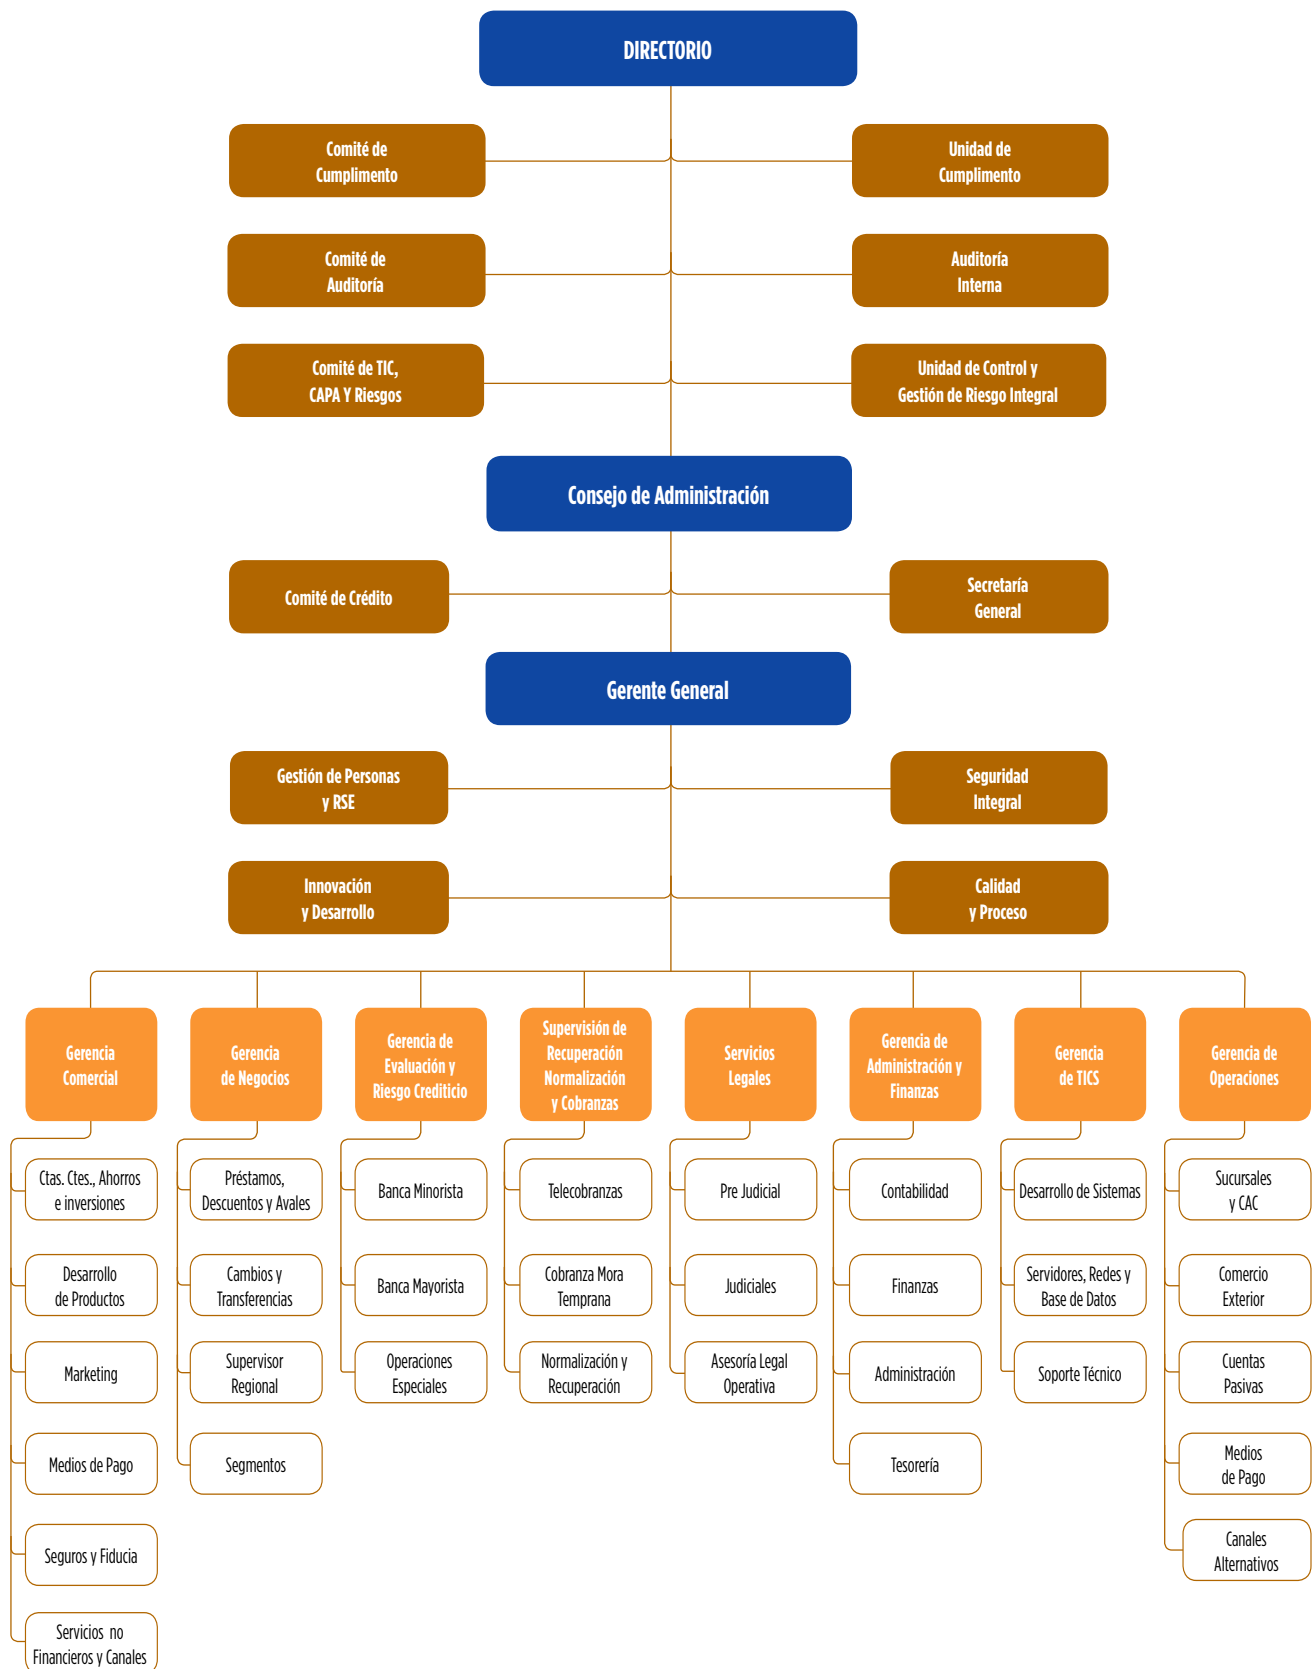 DIRECTORIO
Comité de
Cumplimento
Unidad de
Cumplimento
Comité de
Auditoría
Auditoría
Interna
Comité de TIC,
CAPA Y Riesgos
Unidad de Control y
Gestión de Riesgo Integral
Consejo de Administración
Comité de Crédito
Secretaría
General
Gerente General
Gestión de Personas
y RSE
Seguridad
Integral
Innovación
y Desarrollo
Calidad
y Proceso
Gerencia
Comercial
Gerencia
de Negocios
Gerencia de
Evaluación y
Riesgo Crediticio
Supervisión de
Recuperación
Normalización
y Cobranzas
Servicios
Legales
Gerencia de
Administración y
Finanzas
Gerencia
de TICS
Gerencia de
Operaciones
Ctas. Ctes., Ahorros
e inversiones
Desarrollo
de Productos
Marketing
Medios de Pago
Seguros y Fiducia
Servicios no
Financieros y Canales
Préstamos,
Descuentos y Avales
Cambios y
Transferencias
Supervisor
Regional
Segmentos
Banca Minorista
Banca Mayorista
Operaciones
Especiales
Telecobranzas
Cobranza Mora
Temprana
Normalización y
Recuperación
Pre Judicial
Judiciales
Asesoría Legal
Operativa
Contabilidad
Finanzas
Administración
Tesorería
Desarrollo de Sistemas
Servidores, Redes y
Base de Datos
Soporte Técnico
Sucursales
y CAC
Comercio
Exterior
Cuentas
Pasivas
Medios
de Pago
Canales
Alternativos